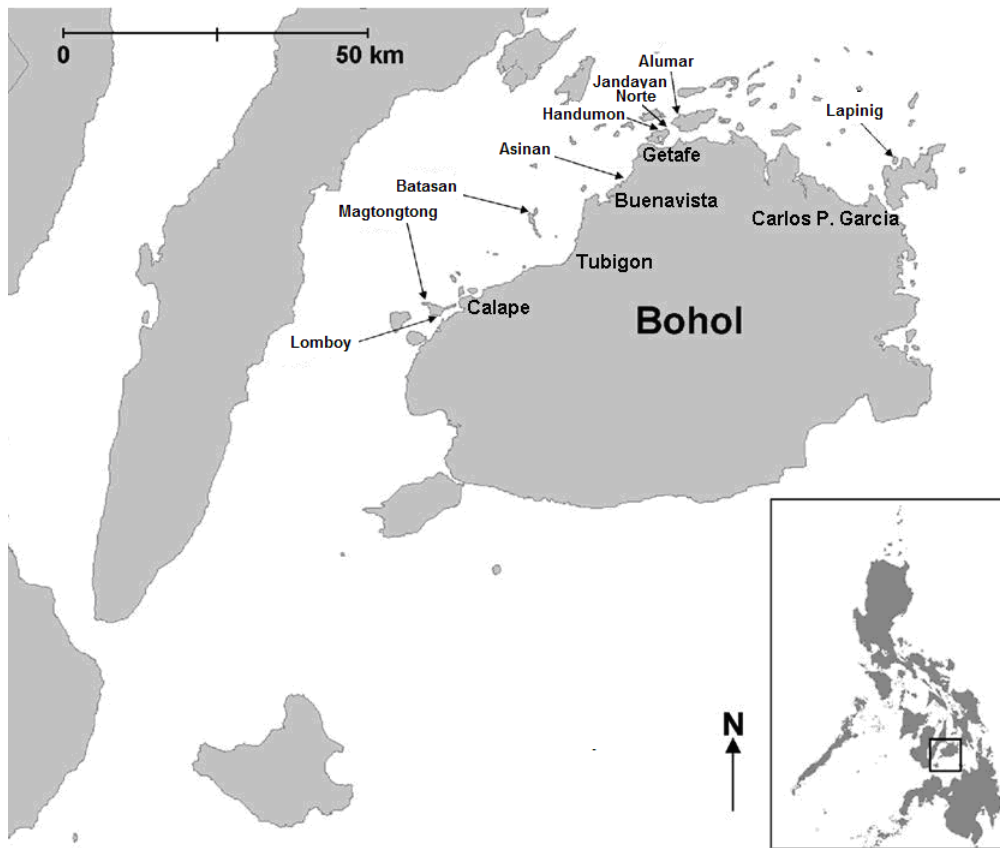 0 50 km
Alumar
Jandayan
Norte
Handumon
Lapinig
Asinan
Getafe
Batasan
Buenavista
Magtongtong
Carlos P. Garcia
Tubigon
Calape
Bohol
Lomboy
N